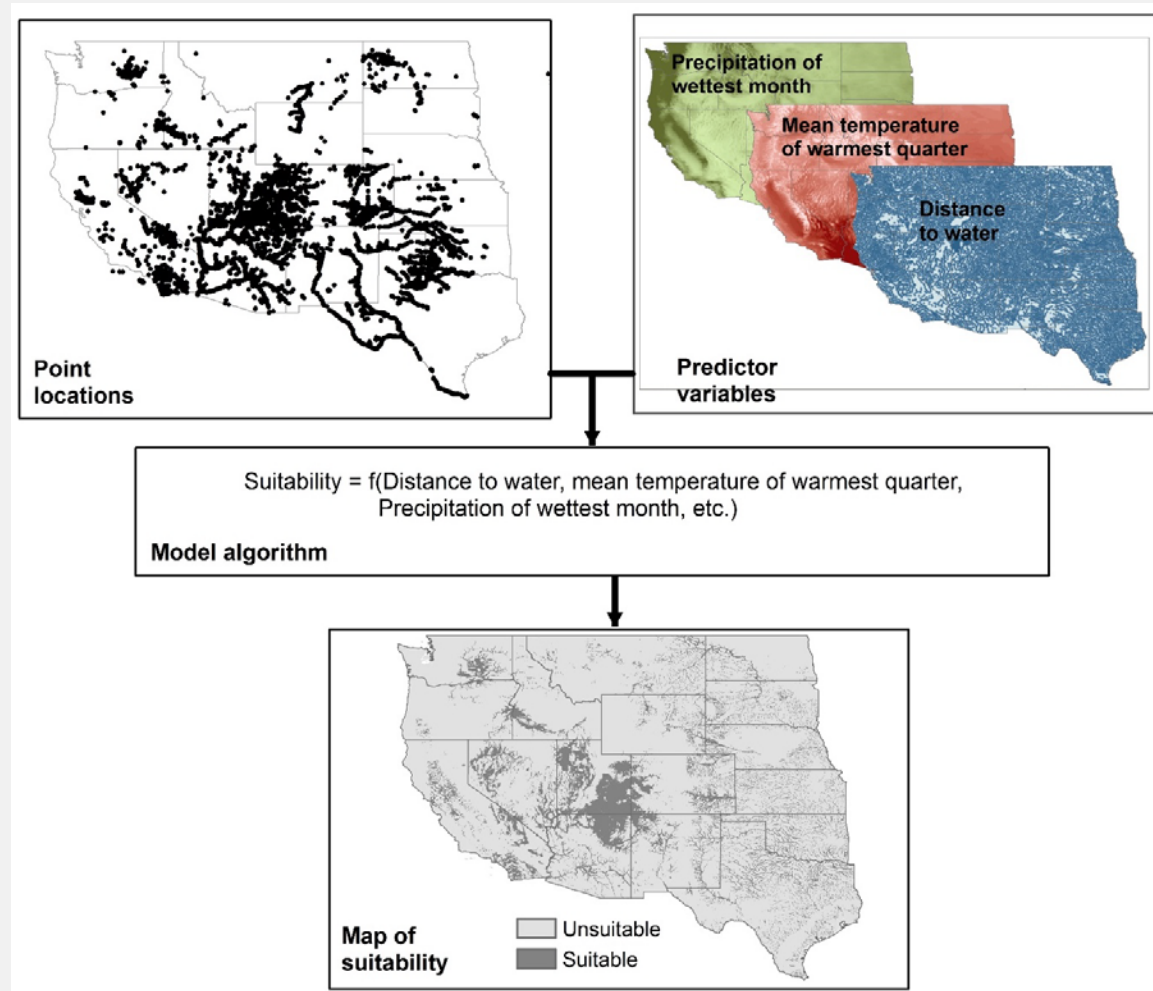 Point
locations
Precipitation of
wettest month
Mean temperature
of warmest quarter
Distance
to water
Predictor
variables
Suitability = f(Distance to water, mean temperature of warmest quarter,
Precipitation of wettest month, etc.)
Model algorithm
Unsuitable
Suitable
Map of
suitability